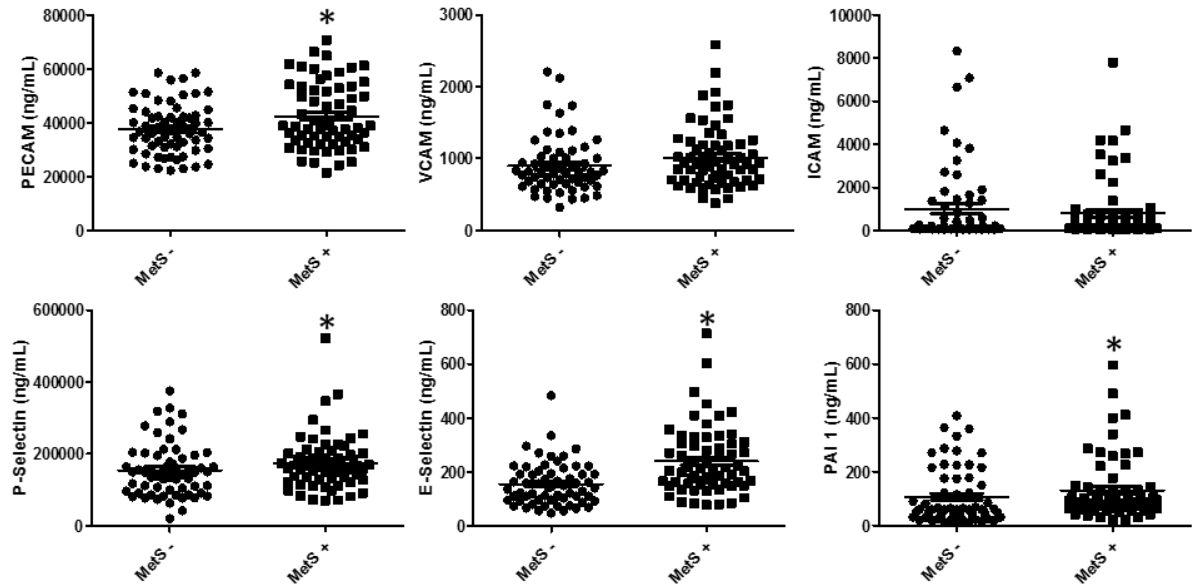 80000
60000
40000
20000
0
PECAM (ng/mL)
*
MetS -
MetS +
3000
2000
1000
0
VCAM (ng/mL)
MetS -
MetS +
10000
8000
6000
4000
2000
0
ICAM (ng/mL)
MetS -
MetS +
600000
400000
200000
0
P-Selectin (ng/mL)
*
MetS -
MetS +
800
600
400
200
0
E-Selectin (ng/mL)
*
MetS -
MetS +
800
600
400
200
0
PAI 1 (ng/mL)
*
MetS -
MetS +